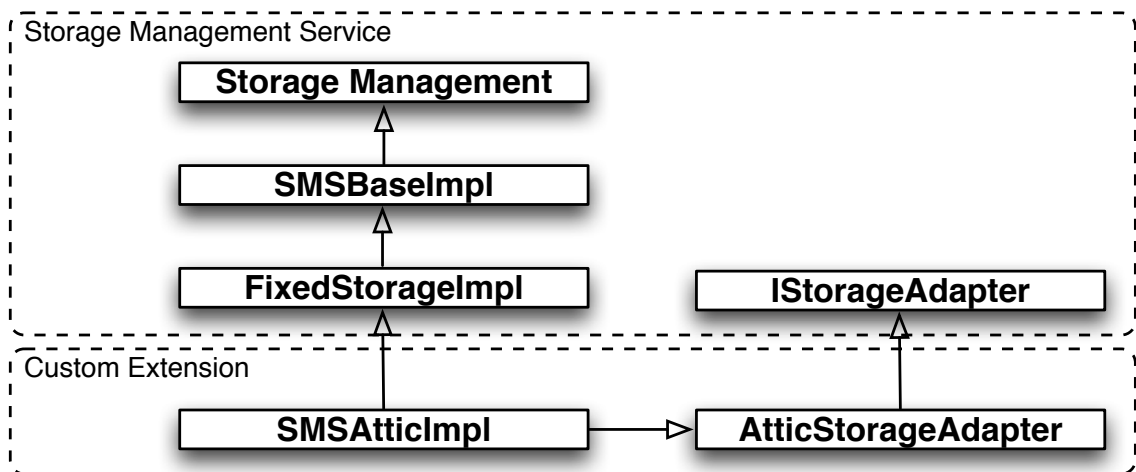 Storage Management Service
Storage Management
SMSBaseImpl
FixedStorageImpl
IStorageAdapter
Custom Extension
SMSAtticImpl
AtticStorageAdapter